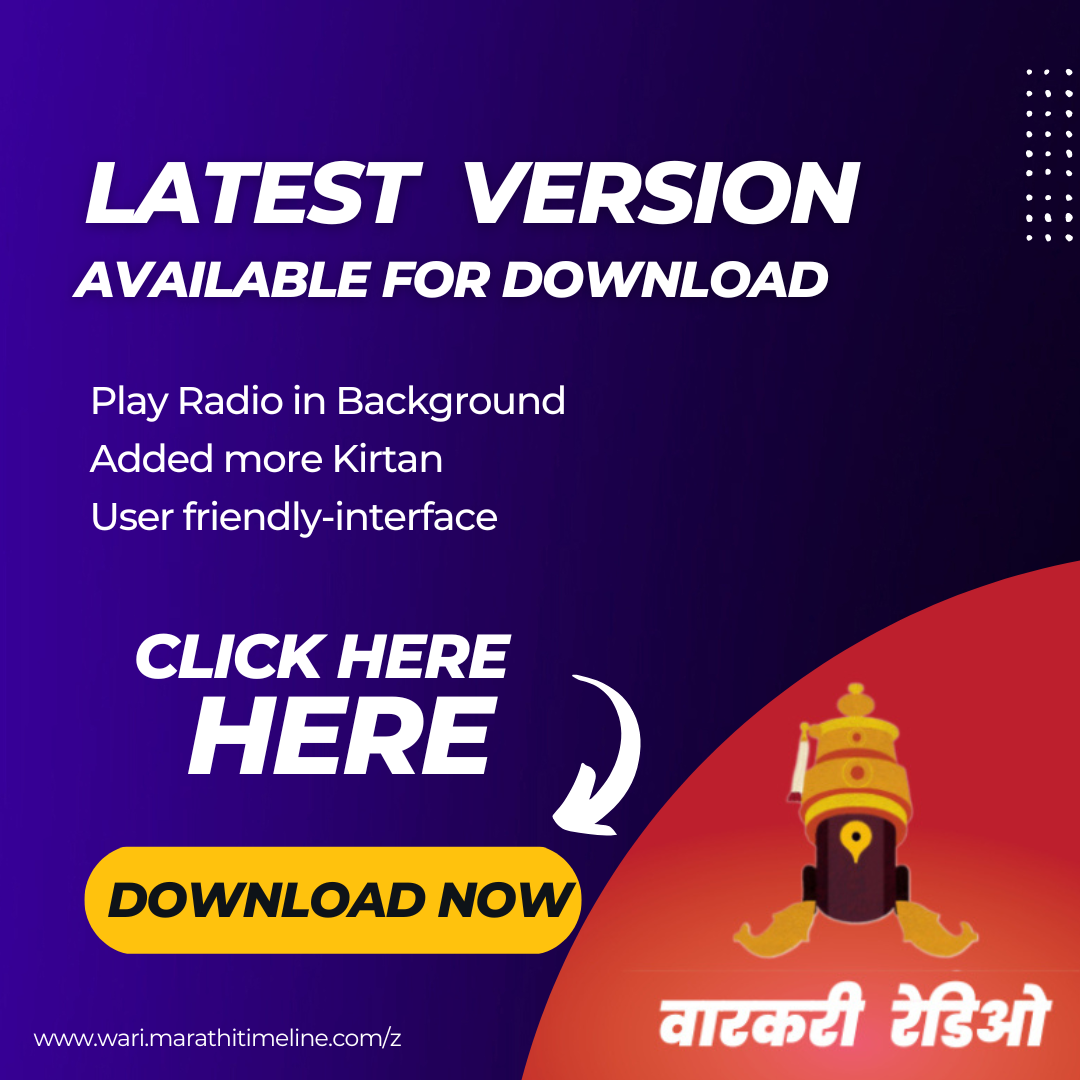 LATEST VERSION
AVAILABLE FOR DOWNLOAD
Play Radio in Background
Added more Kirtan
User friendly-interface
CLICK HERE
HERE
DOWNLOAD NOW
www.wari.marathitimeline.com/z
वारकरी रेडिओ